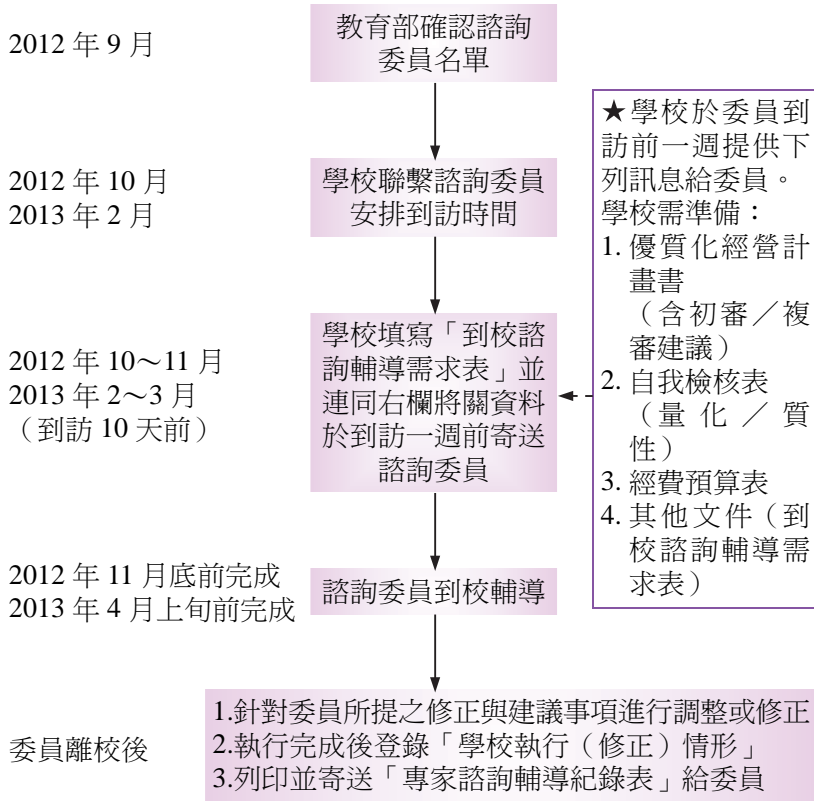 2012 年 9 月
教育部確認諮詢
委員名單
2012 年 10 月
2013 年 2 月
學校聯繫諮詢委員
安排到訪時間
2012 年 10～11 月
2013 年 2～3 月
（到訪 10 天前）
學校填寫「到校諮
詢輔導需求表」並
連同右欄將關資料
於到訪一週前寄送
諮詢委員
★學校於委員到
訪前一週提供下
列訊息給委員。
學校需準備：
1. 優質化經營計
畫書
（含初審／複
審建議）
2. 自我檢核表
（量化／質
性）
3. 經費預算表
4. 其他文件（到
校諮詢輔導需
求表）
2012 年 11 月底前完成
2013 年 4 月上旬前完成
諮詢委員到校輔導
委員離校後
1.針對委員所提之修正與建議事項進行調整或修正
2.執行完成後登錄「學校執行（修正）情形」
3.列印並寄送「專家諮詢輔導紀錄表」給委員